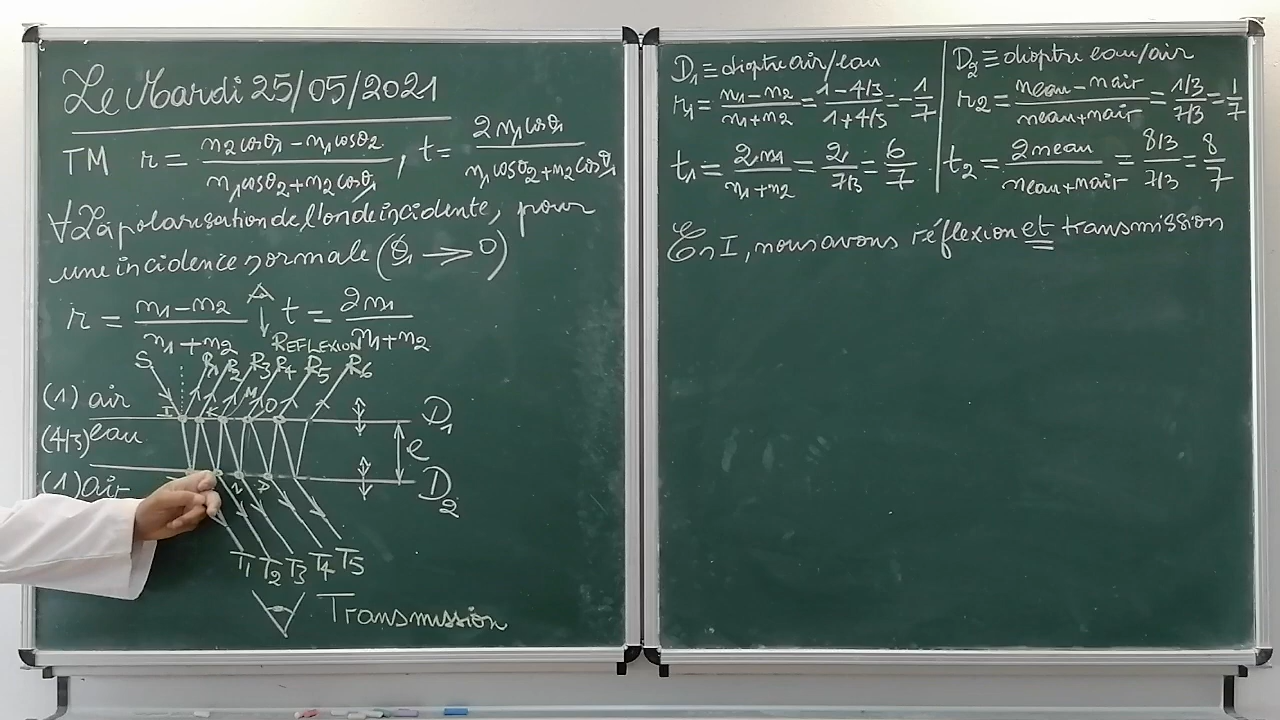 Le Mardi 25/05/2021
TM r = (n2cosθ1 − n1cosθ2)/(n1cosθ2 + n2cosθ1), t = 2n1cosθ1/(n1cosθ2 + n2cosθ1)
∀ la polarisation de l'onde incidente, pour
une incidence normale (θ1 → 0)
r = (n1 − n2)/(n1 + n2) t = 2n1/(n1 + n2)
REFLEXION
S R1 R2 R3 R4 R5 R6
(1) air I K M O D1
(4/3) eau e
(1) air N P D2
T1 T2 T3 T4 T5
Transmission
D1 ≡ dioptre air/eau
r1 = (n1 − n2)/(n1 + n2) = (1 − 4/3)/(1 + 4/3) = −1/7
t1 = 2n1/(n1 + n2) = 2/(7/3) = 6/7
D2 ≡ dioptre eau/air
r2 = (neau − nair)/(neau + nair) = (1/3)/(7/3) = 1/7
t2 = 2neau/(neau + nair) = (8/3)/(7/3) = 8/7
En I, nous avons réflexion et transmission